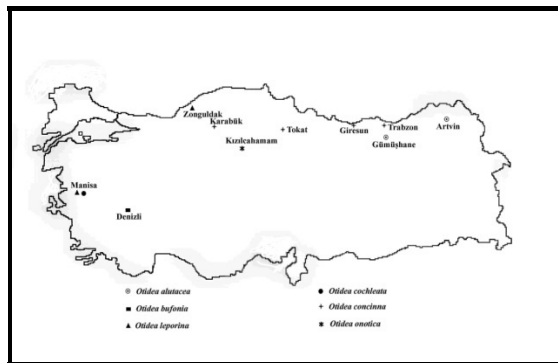 Zonguldak
Karabük
Kızılcahamam
Tokat
Giresun
Trabzon
Gümüşhane
Artvin
Manisa
Denizli
Otidea alutacea
Otidea bufonia
Otidea leporina
Otidea cochleata
Otidea concinna
Otidea onotica